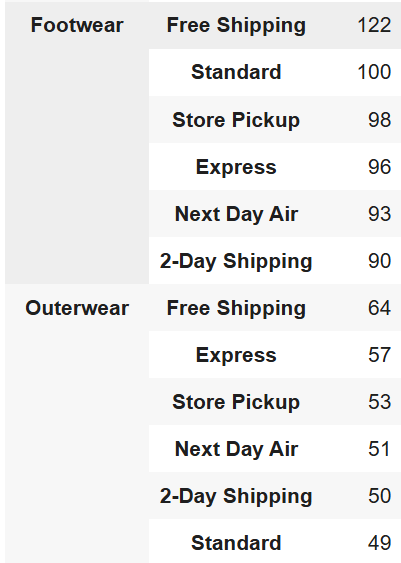 Footwear Free Shipping 122
Standard 100
Store Pickup 98
Express 96
Next Day Air 93
2-Day Shipping 90
Outerwear Free Shipping 64
Express 57
Store Pickup 53
Next Day Air 51
2-Day Shipping 50
Standard 49